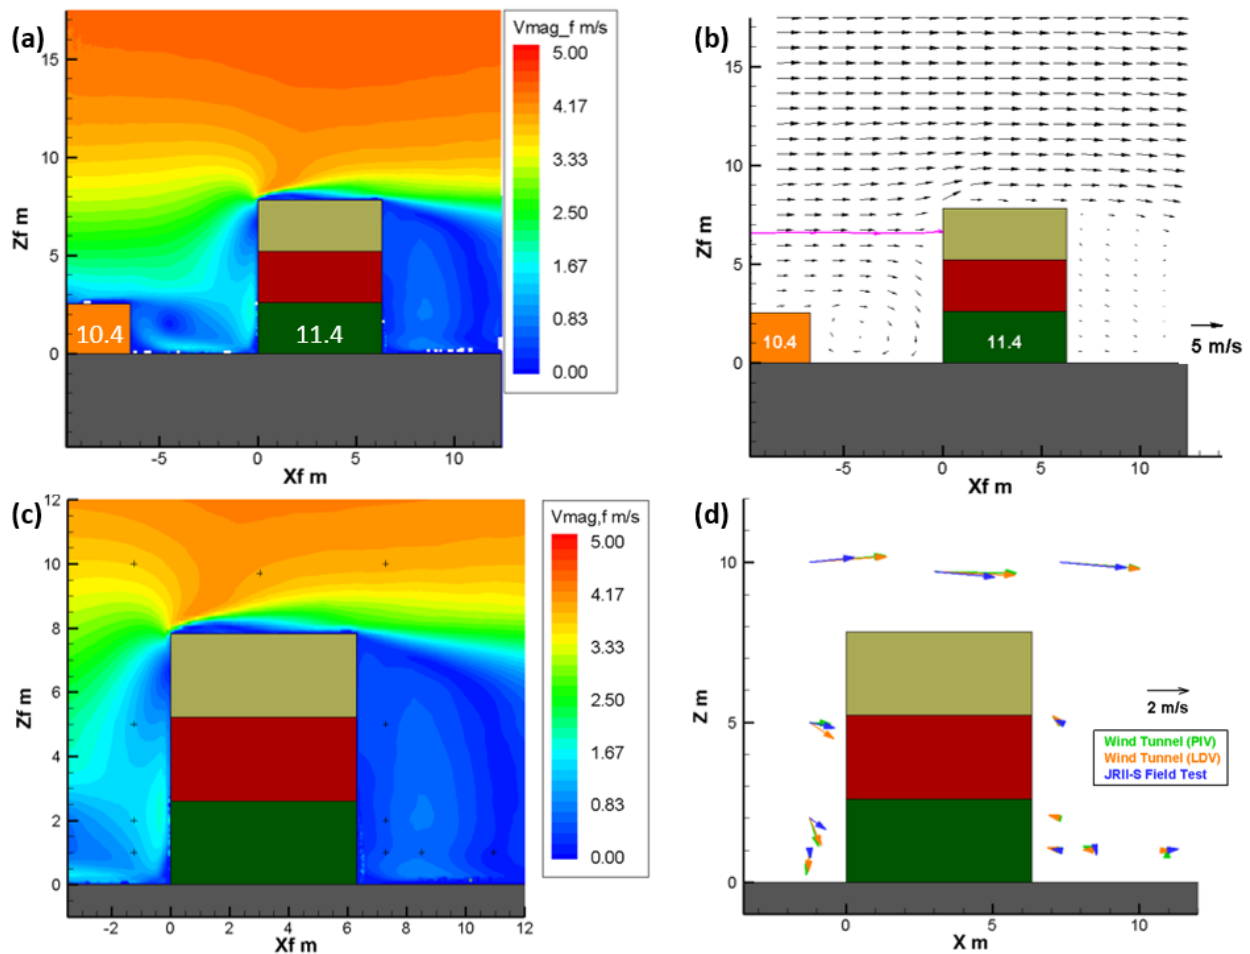 (a)
Vmag_f m/s
5.00
4.17
3.33
2.50
1.67
0.83
0.00
15
10
5
0
Zf m
10.4
11.4
-5
0
5
10
Xf m
(b)
15
10
5
0
Zf m
10.4
11.4
5 m/s
-5
0
5
10
Xf m
(c)
Vmag,f m/s
5.00
4.17
3.33
2.50
1.67
0.83
0.00
12
10
8
6
4
2
0
Zf m
-2
0
2
4
6
8
10
12
Xf m
(d)
10
5
0
Z m
2 m/s
Wind Tunnel (PIV)
Wind Tunnel (LDV)
JRII-S Field Test
0
5
10
X m